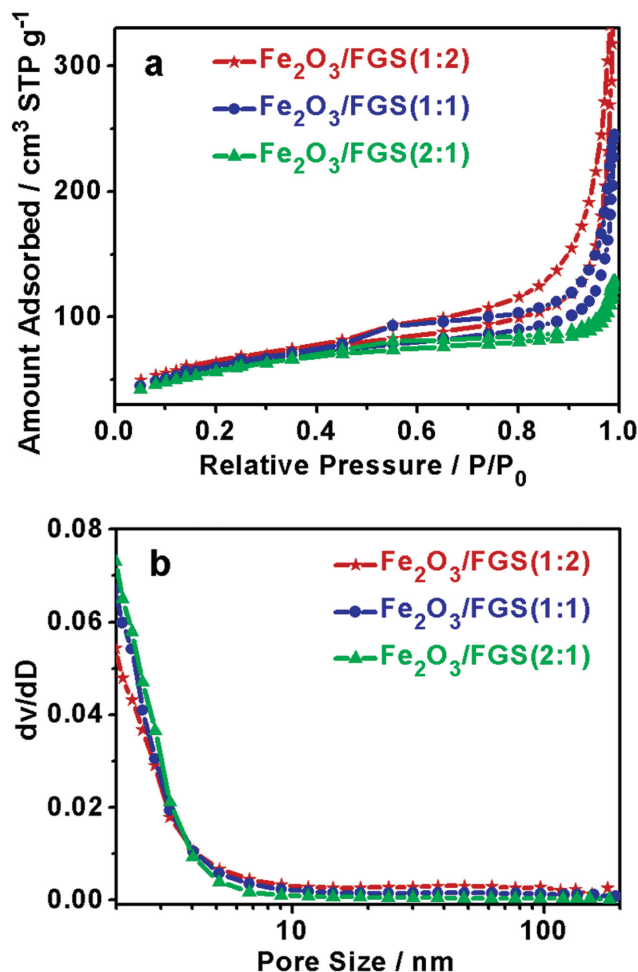 a
Fe₂O₃/FGS(1:2)
Fe₂O₃/FGS(1:1)
Fe₂O₃/FGS(2:1)
Amount Adsorbed / cm³ STP g⁻¹
300
200
100
0.0 0.2 0.4 0.6 0.8 1.0
Relative Pressure / P/P₀
b
Fe₂O₃/FGS(1:2)
Fe₂O₃/FGS(1:1)
Fe₂O₃/FGS(2:1)
dv/dD
0.08
0.06
0.04
0.02
0.00
10 100
Pore Size / nm